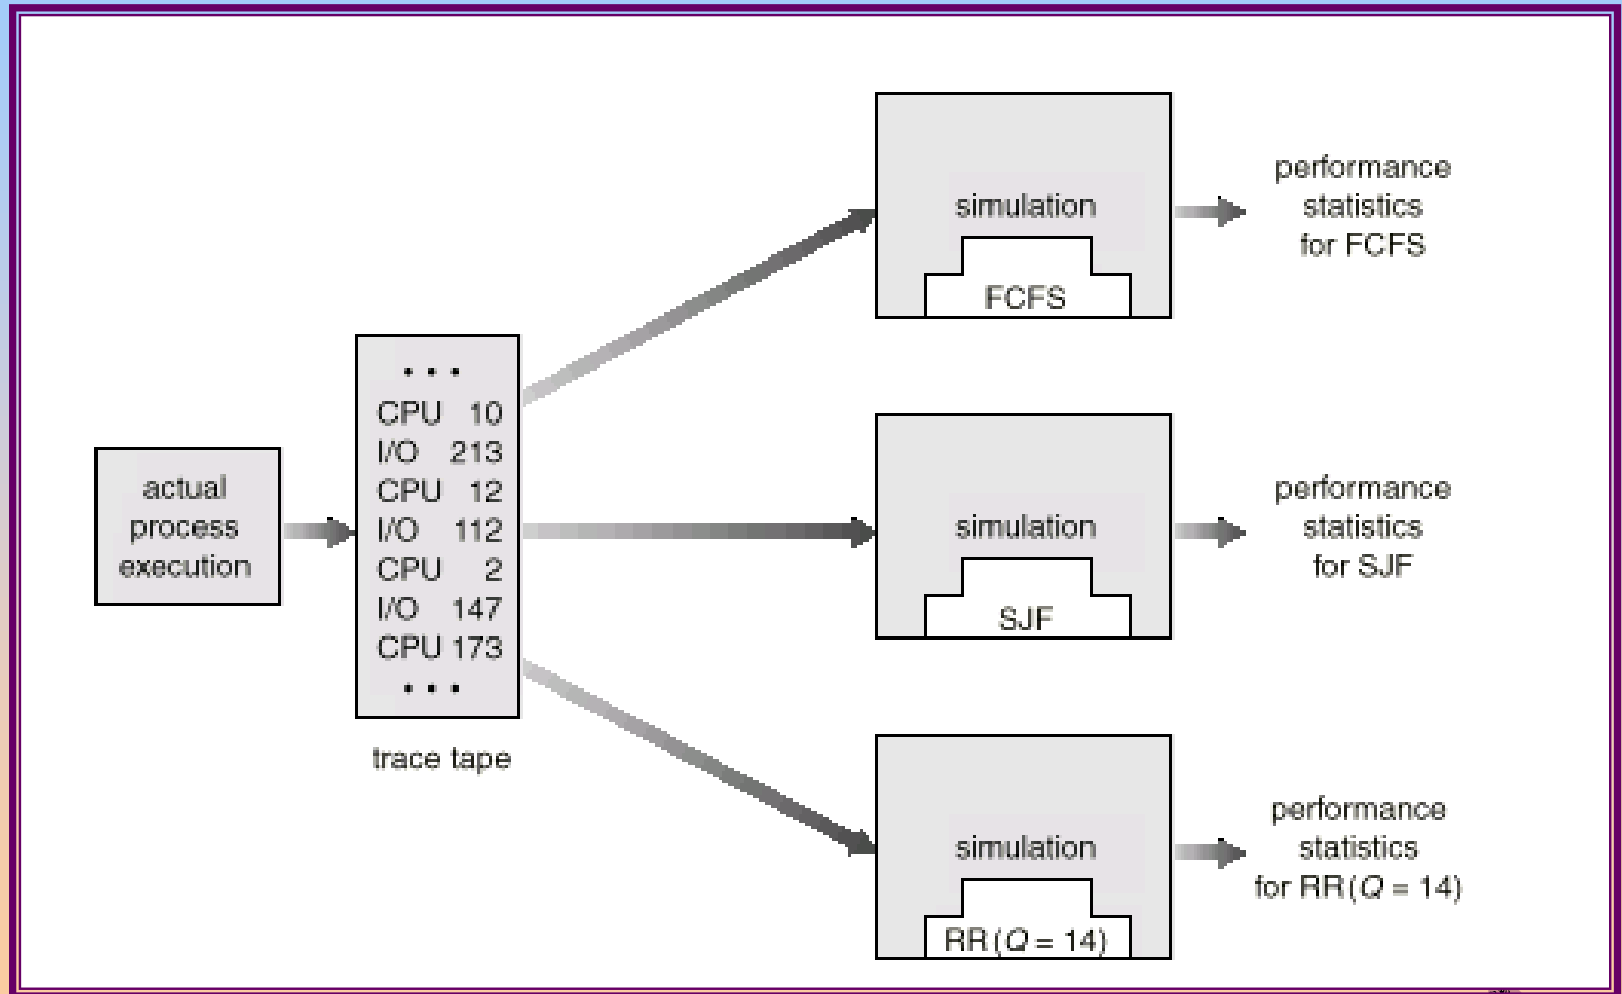 actual
process
execution
• • •
CPU 10
I/O 213
CPU 12
I/O 112
CPU 2
I/O 147
CPU 173
• • •
trace tape
simulation
FCFS
performance
statistics
for FCFS
simulation
SJF
performance
statistics
for SJF
simulation
RR (Q = 14)
performance
statistics
for RR (Q = 14)